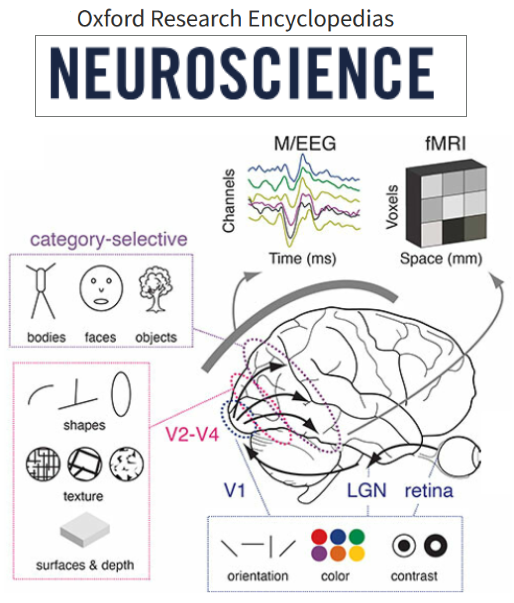 Oxford Research Encyclopedias
NEUROSCIENCE
M/EEG
fMRI
Channels
Voxels
Time (ms)
Space (mm)
category-selective
bodies faces objects
shapes
V2-V4
texture
V1
LGN
retina
surfaces & depth
orientation color contrast